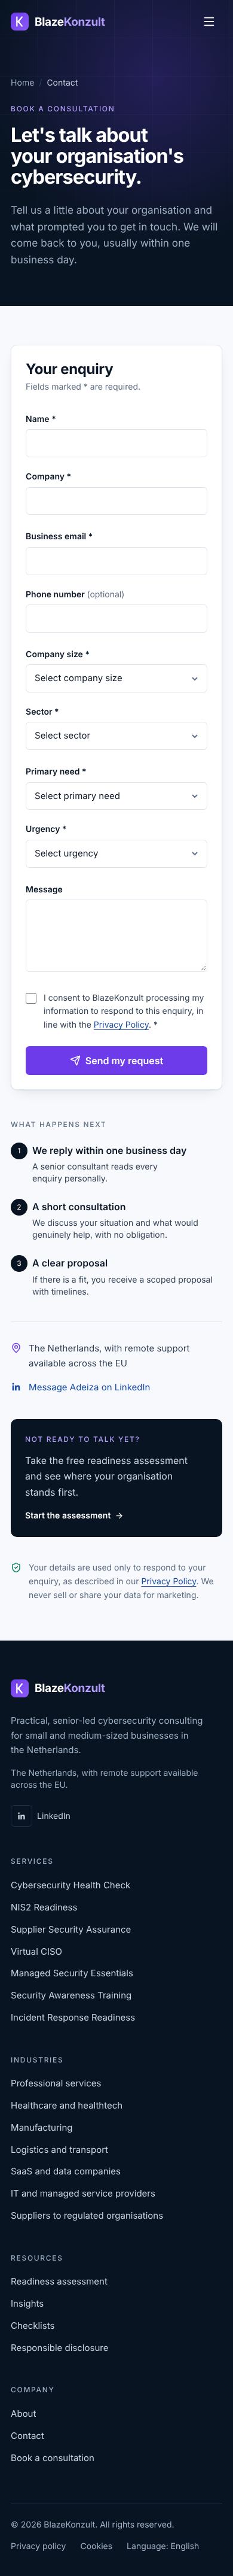 BlazeKonzult
Home / Contact
BOOK A CONSULTATION
Let's talk about
your organisation's
cybersecurity.
Tell us a little about your organisation and
what prompted you to get in touch. We will
come back to you, usually within one
business day.
Your enquiry
Fields marked * are required.
Name *
Company *
Business email *
Phone number (optional)
Company size *
Select company size
Sector *
Select sector
Primary need *
Select primary need
Urgency *
Select urgency
Message
I consent to BlazeKonzult processing my
information to respond to this enquiry, in
line with the Privacy Policy. *
Send my request
WHAT HAPPENS NEXT
1 We reply within one business day
A senior consultant reads every
enquiry personally.
2 A short consultation
We discuss your situation and what would
genuinely help, with no obligation.
3 A clear proposal
If there is a fit, you receive a scoped proposal
with timelines.
The Netherlands, with remote support
available across the EU
in Message Adeiza on LinkedIn
NOT READY TO TALK YET?
Take the free readiness assessment
and see where your organisation
stands first.
Start the assessment →
Your details are used only to respond to your
enquiry, as described in our Privacy Policy. We
never sell or share your data for marketing.
BlazeKonzult
Practical, senior-led cybersecurity consulting
for small and medium-sized businesses in
the Netherlands.
The Netherlands, with remote support available
across the EU.
in LinkedIn
SERVICES
Cybersecurity Health Check
NIS2 Readiness
Supplier Security Assurance
Virtual CISO
Managed Security Essentials
Security Awareness Training
Incident Response Readiness
INDUSTRIES
Professional services
Healthcare and healthtech
Manufacturing
Logistics and transport
SaaS and data companies
IT and managed service providers
Suppliers to regulated organisations
RESOURCES
Readiness assessment
Insights
Checklists
Responsible disclosure
COMPANY
About
Contact
Book a consultation
© 2026 BlazeKonzult. All rights reserved.
Privacy policy Cookies Language: English